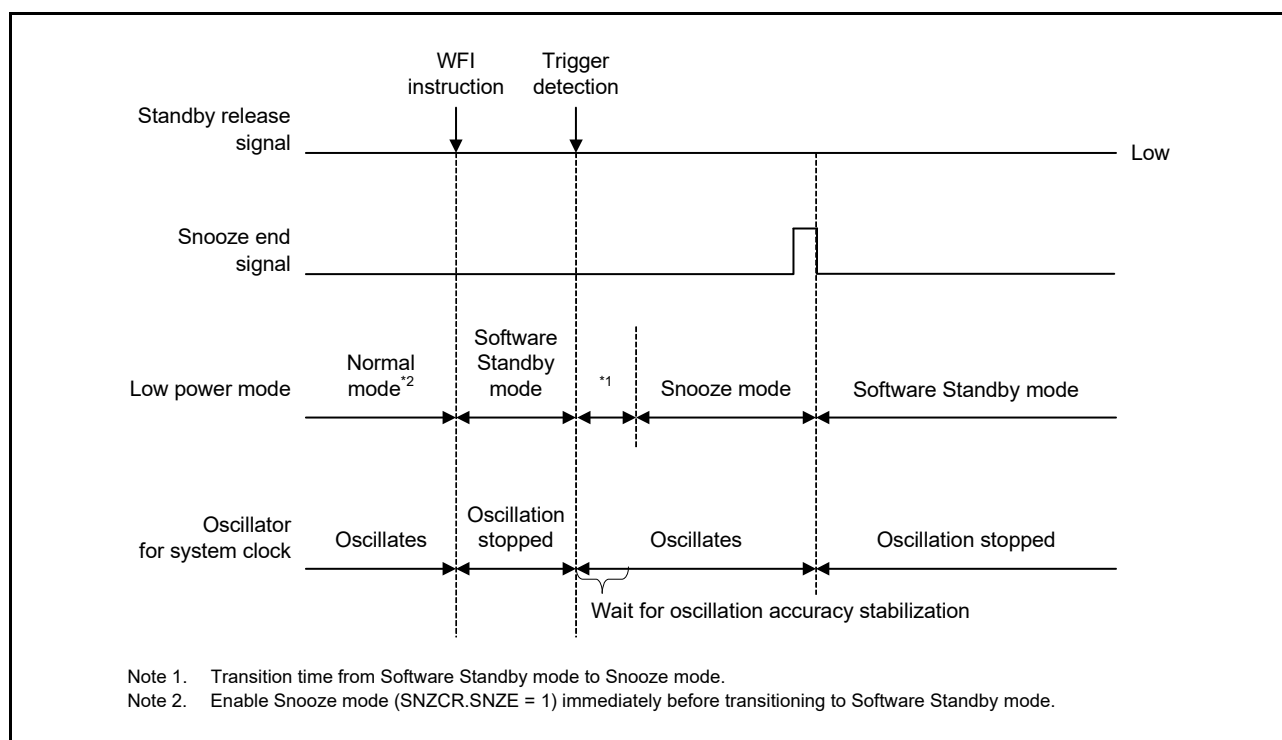 WFI
instruction
Trigger
detection
Standby release
signal
Low
Snooze end
signal
Low power mode
Normal
mode*2
Software
Standby
mode
*1
Snooze mode
Software Standby mode
Oscillator
for system clock
Oscillates
Oscillation
stopped
Oscillates
Oscillation stopped
Wait for oscillation accuracy stabilization
Note 1. Transition time from Software Standby mode to Snooze mode.
Note 2. Enable Snooze mode (SNZCR.SNZE = 1) immediately before transitioning to Software Standby mode.